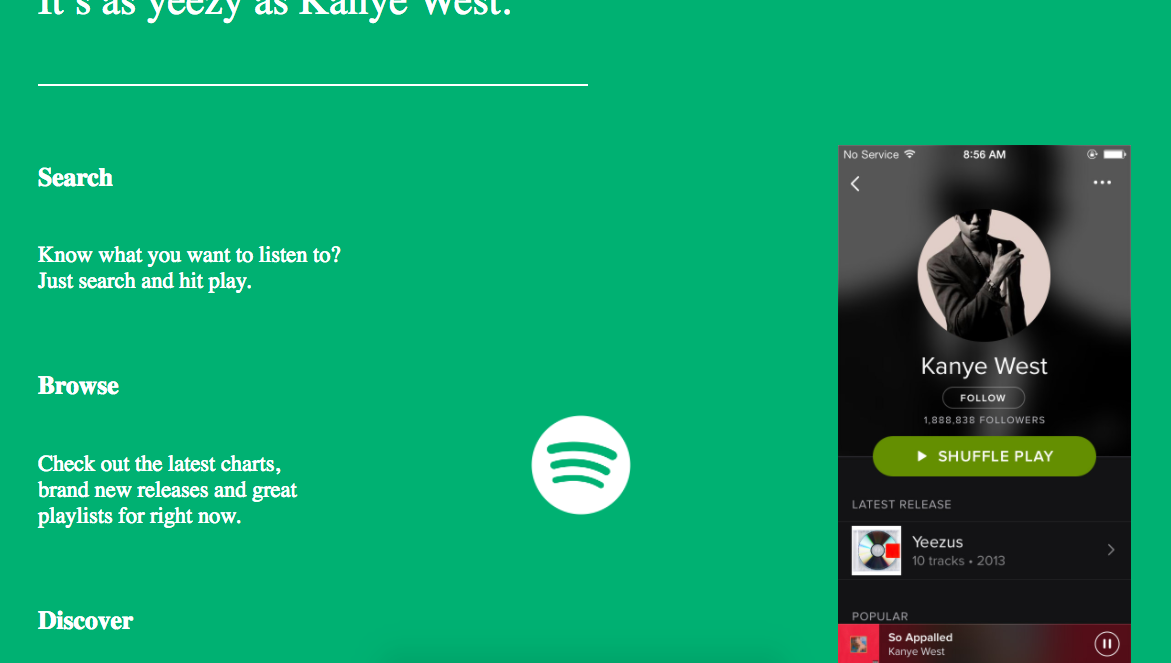 It's as yeezy as Kanye West.
Search
Know what you want to listen to?
Just search and hit play.
Browse
Check out the latest charts,
brand new releases and great
playlists for right now.
Discover
No Service 8:56 AM
Kanye West
FOLLOW
1,888,838 FOLLOWERS
SHUFFLE PLAY
LATEST RELEASE
Yeezus
10 tracks • 2013
POPULAR
So Appalled
Kanye West